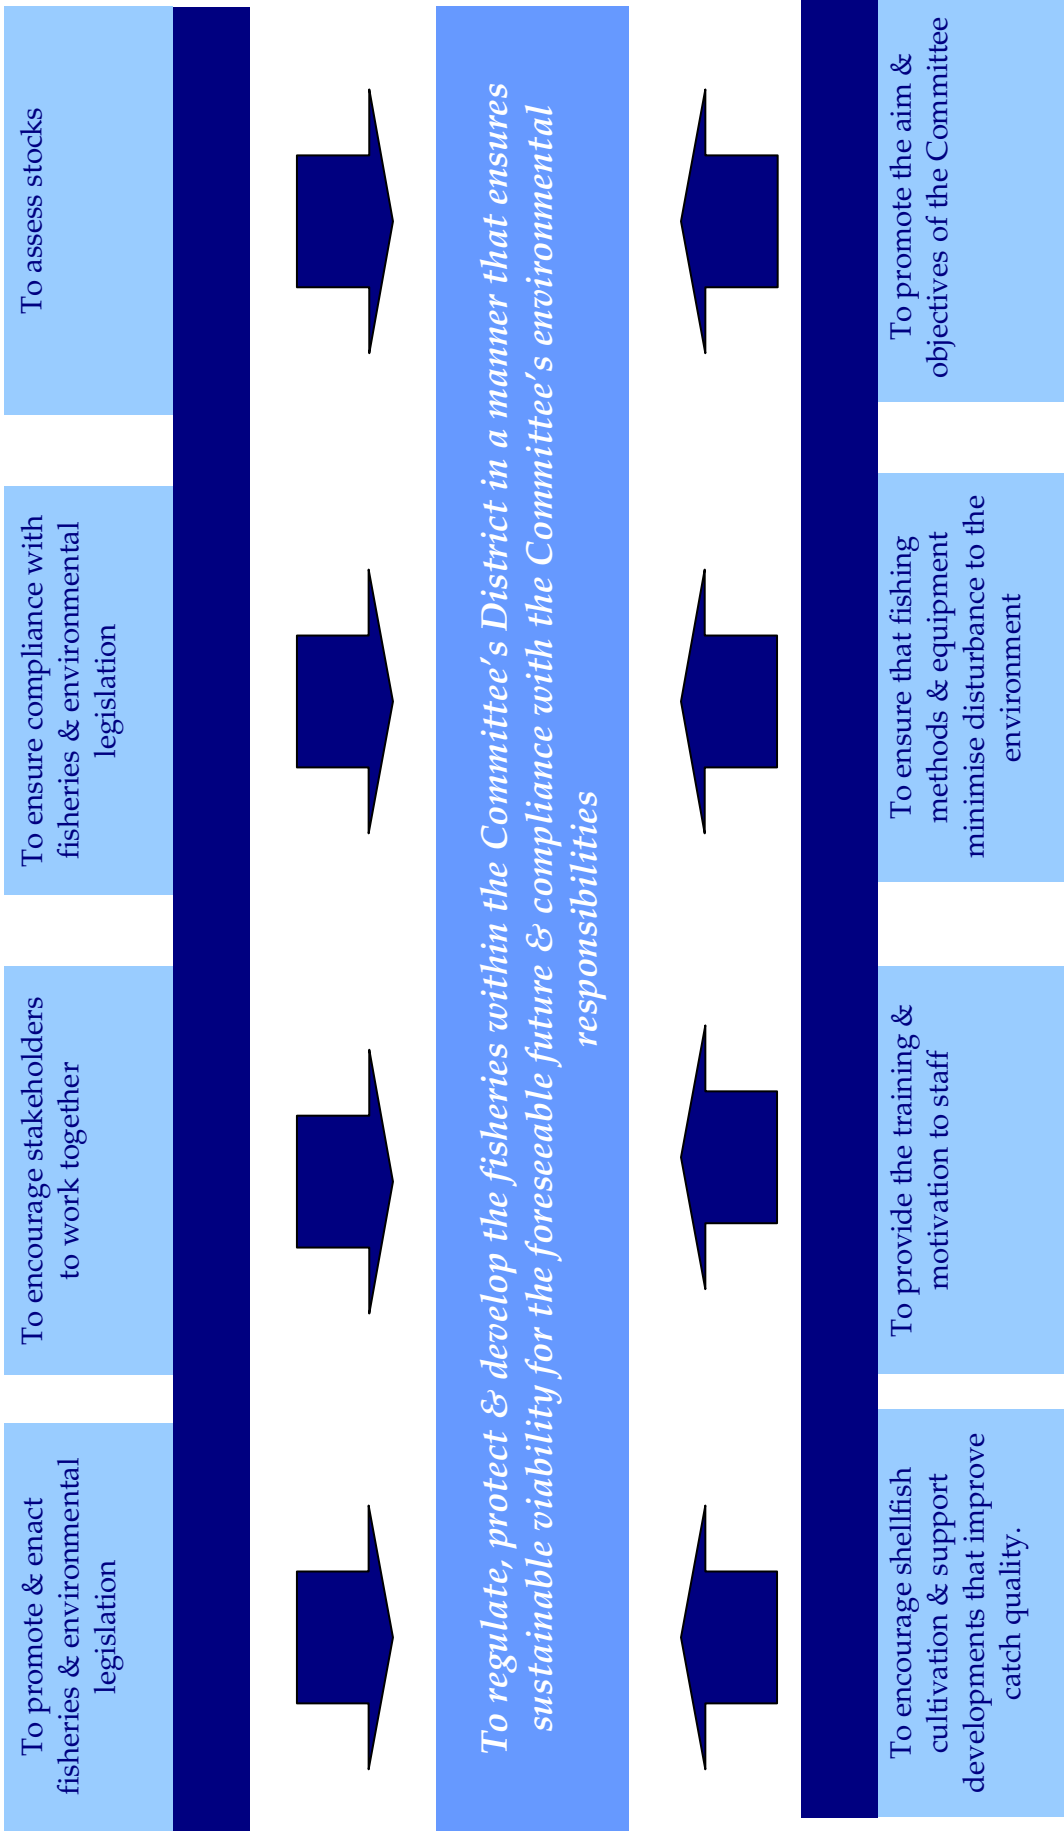 To promote & enact
fisheries & environmental
legislation
To encourage stakeholders
to work together
To ensure compliance with
fisheries & environmental
legislation
To assess stocks
To regulate, protect & develop the fisheries within the Committee's District in a manner that ensures
sustainable viability for the foreseeable future & compliance with the Committee's environmental
responsibilities
To encourage shellfish
cultivation & support
developments that improve
catch quality.
To provide the training &
motivation to staff
To ensure that fishing
methods & equipment
minimise disturbance to the
environment
To promote the aim &
objectives of the Committee